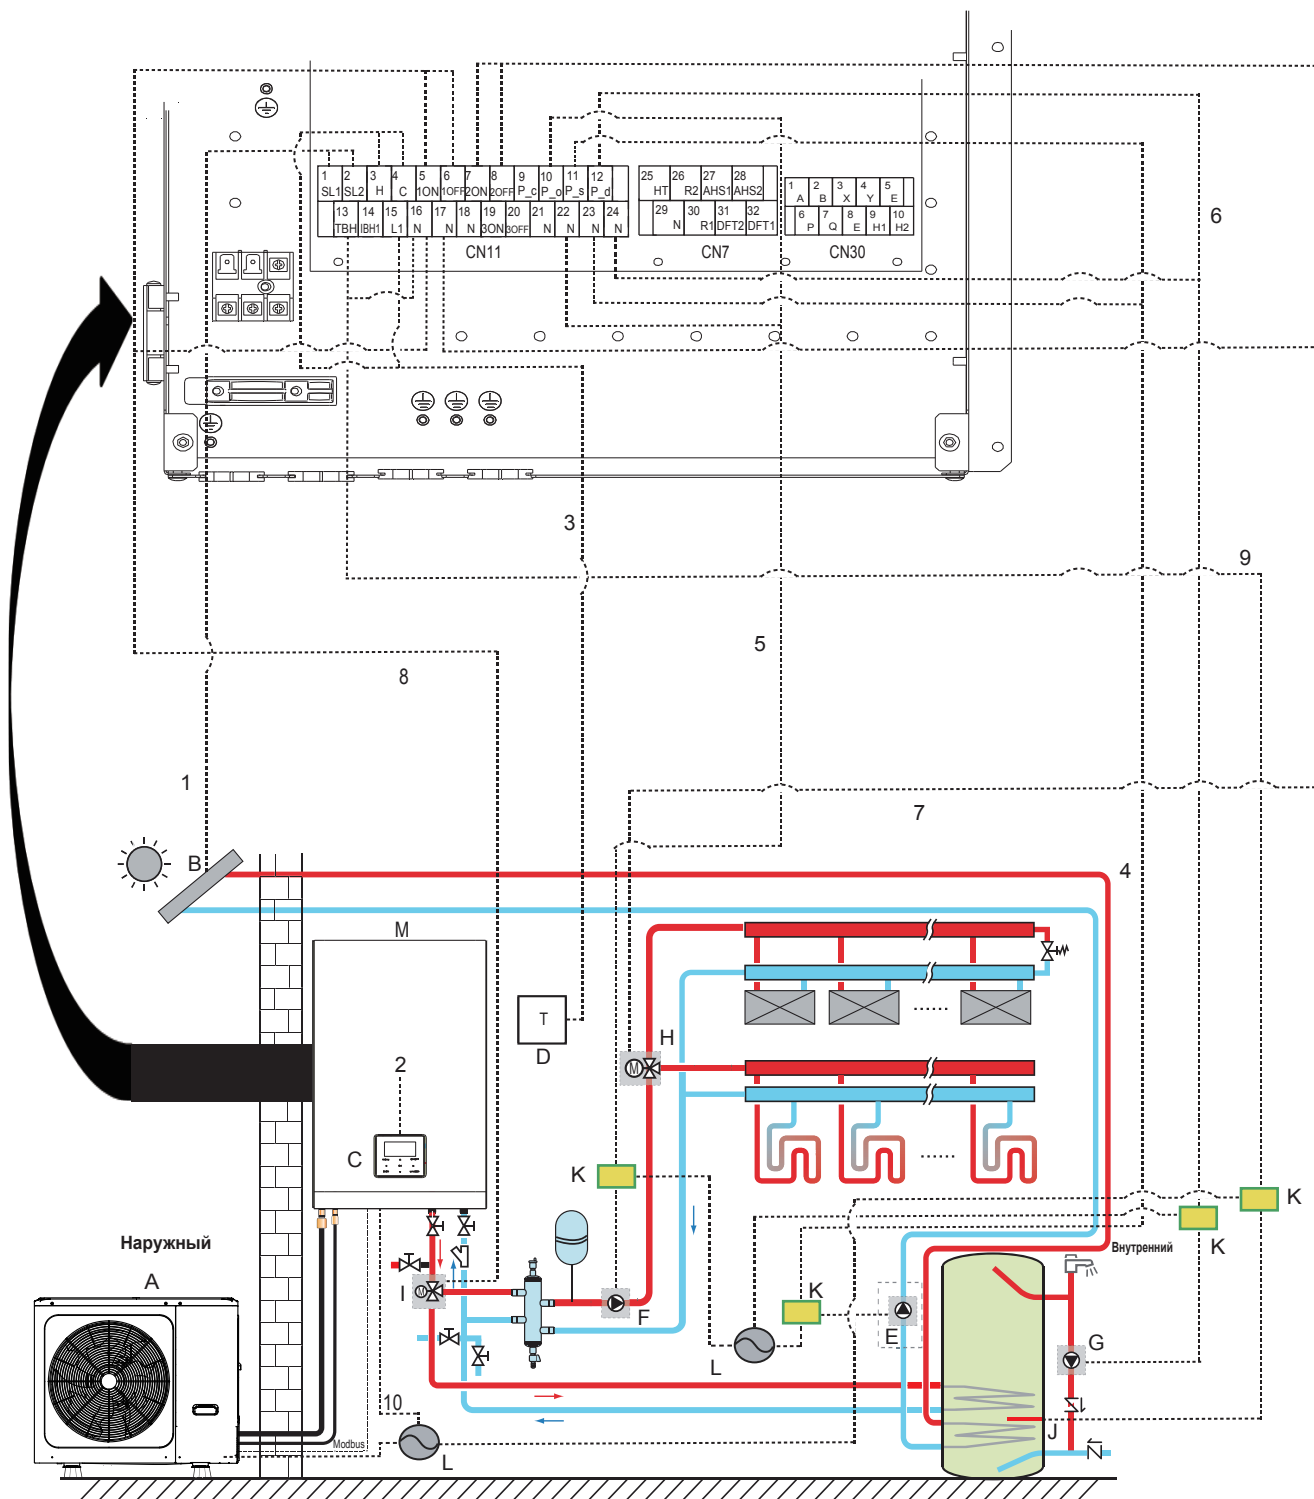 1 2 3 4 5 6 7 8 9 10 11 12
SL1 SL2 H C 1ON 1OFF 2ON 2OFF P_c P_o P_s P_d
13 14 15 16 17 18 19 20 21 22 23 24
TBH IBH1 L1 N N N 3ON 3OFF N N N N
CN11
25 26 27 28
HT R2 AHS1 AHS2
29 30 31 32
N R1 DFT2 DFT1
CN7
1 2 3 4 5
A B X Y E
6 7 8 9 10
P Q E H1 H2
CN30
6
3
9
5
8
1
7
B
4
M
T
D
H
M
2
C
K
K
K
Наружный
Внутренний
A
I
M
K
F
E
G
L
10
J
Modbus
L